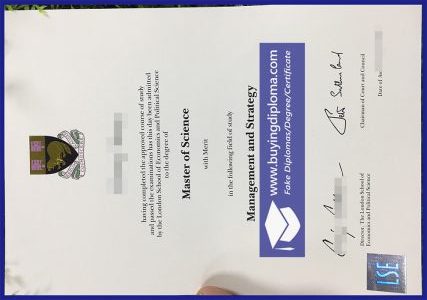 having completed the approved course of study
and passed the examinations has this day been admitted
by the London School of Economics and Political Science
to the degree of
Master of Science
with Merit
in the following field of study
Management and Strategy
www.buyingdiploma.com
Fake Diplomas/Degree/Certificate
Director, The London School of
Economics and Political Science
Chairman of Court and Council
LSE